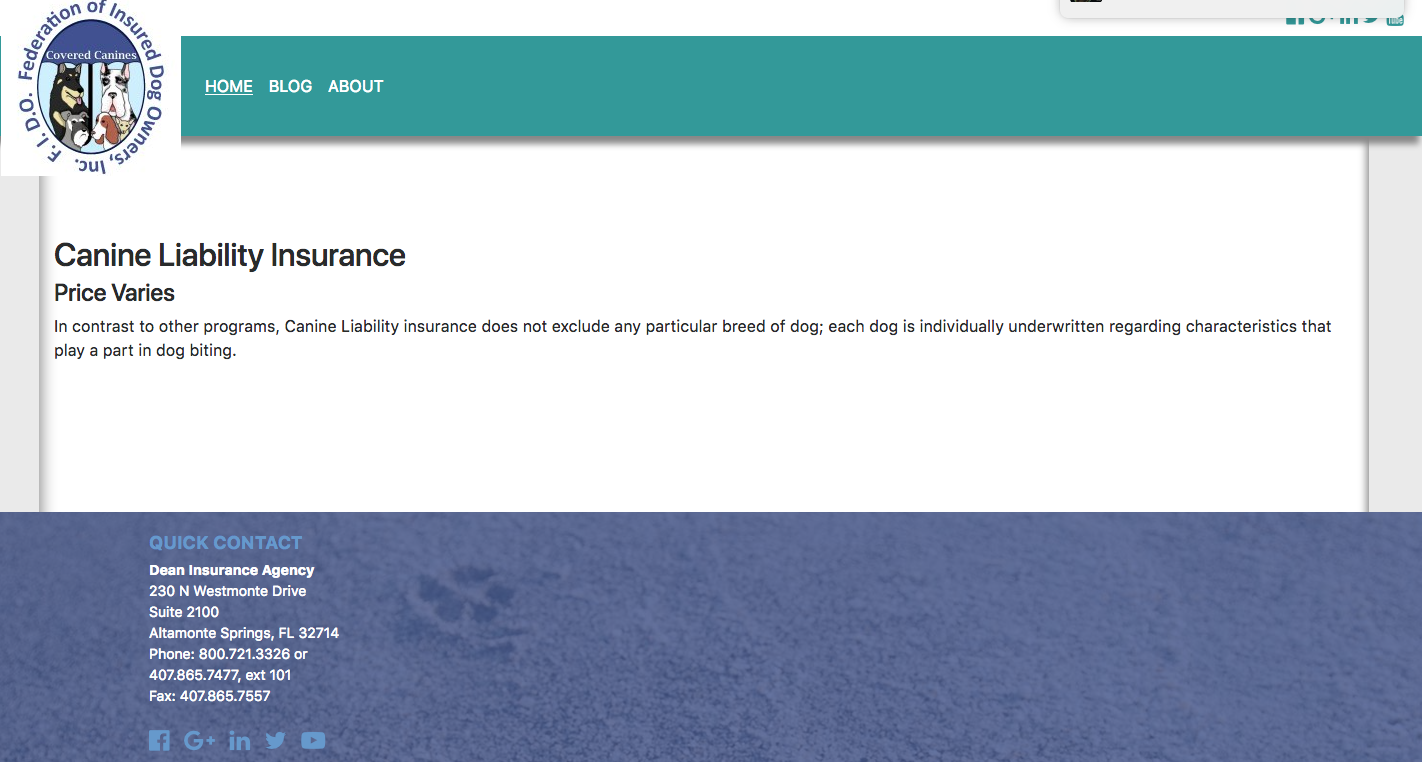 F. I. D. O. Federation of Insured Dog Owners, Inc.
Covered Canines
HOME BLOG ABOUT
Canine Liability Insurance
Price Varies
In contrast to other programs, Canine Liability insurance does not exclude any particular breed of dog; each dog is individually underwritten regarding characteristics that
play a part in dog biting.
QUICK CONTACT
Dean Insurance Agency
230 N Westmonte Drive
Suite 2100
Altamonte Springs, FL 32714
Phone: 800.721.3326 or
407.865.7477, ext 101
Fax: 407.865.7557